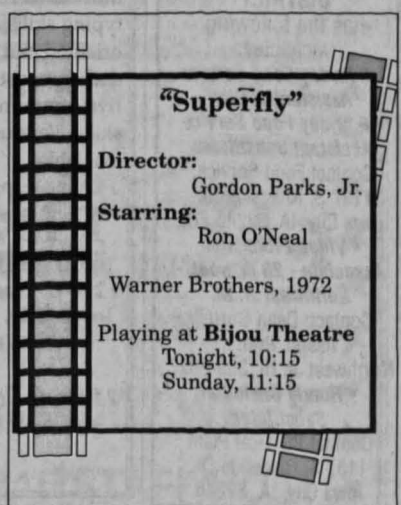 "Superfly"
Director:
Gordon Parks, Jr.
Starring:
Ron O'Neal
Warner Brothers, 1972
Playing at Bijou Theatre
Tonight, 10:15
Sunday, 11:15